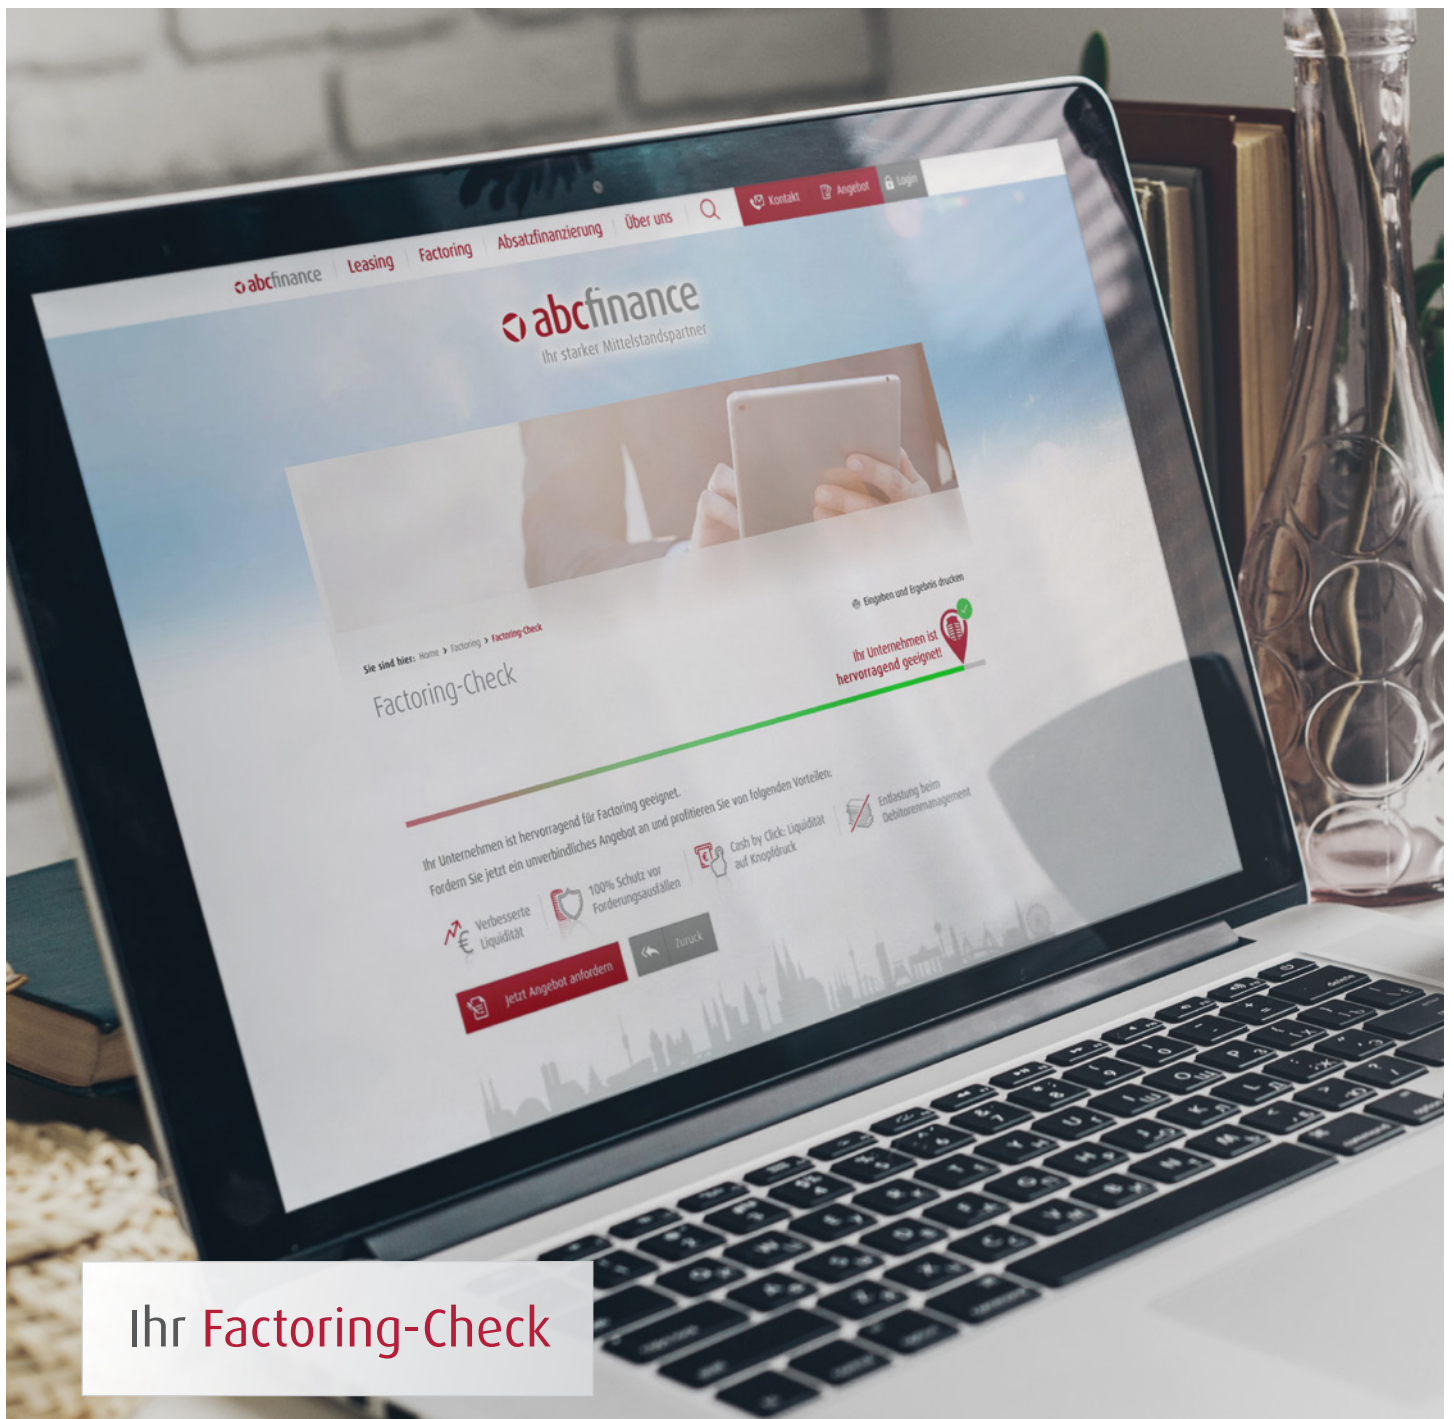 abcfinance Leasing Factoring Absatzfinanzierung Über uns Kontakt Angebot Login
abcfinance
Ihr starker Mittelstandspartner
Eingaben und Ergebnis drucken
Sie sind hier: Home > Factoring > Factoring-Check
Factoring-Check
Ihr Unternehmen ist
hervorragend geeignet!
Ihr Unternehmen ist hervorragend für Factoring geeignet.
Fordern Sie jetzt ein unverbindliches Angebot an und profitieren Sie von folgenden Vorteilen:
Verbesserte
Liquidität
100% Schutz vor
Forderungsausfällen
Cash by Click: Liquidität
auf Knopfdruck
Entlastung beim
Debitorenmanagement
Jetzt Angebot anfordern
Zurück
Ihr Factoring-Check